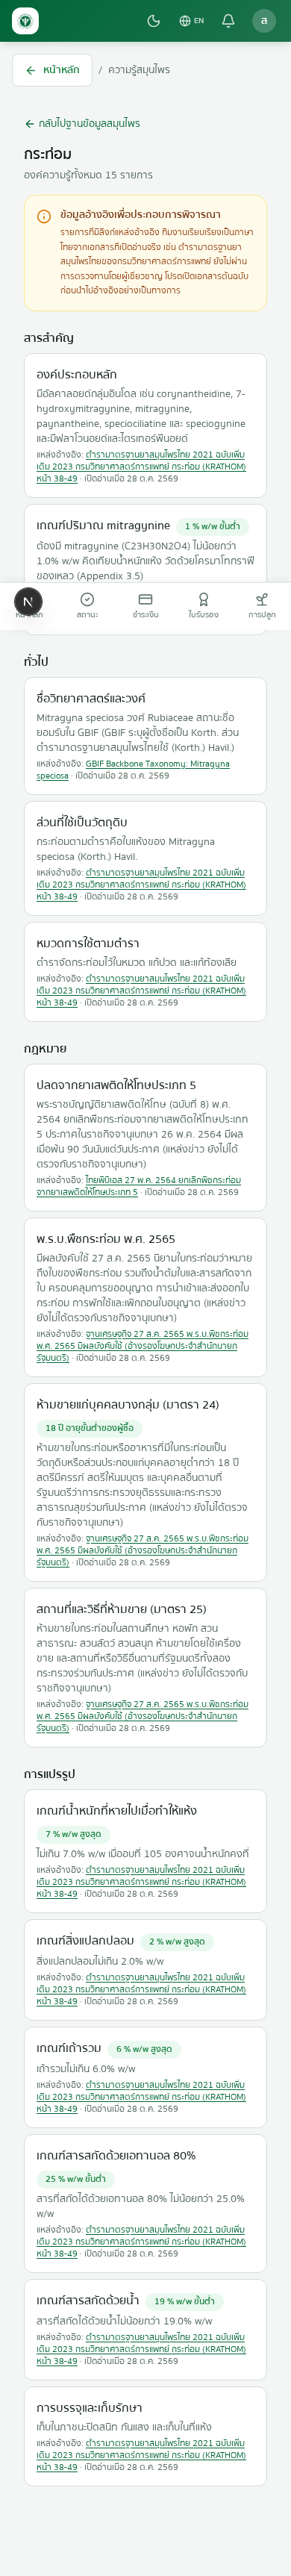 EN
ส
หน้าหลัก / ความรู้สมุนไพร
กลับไปฐานข้อมูลสมุนไพร
กระท่อม
องค์ความรู้ทั้งหมด 15 รายการ
ข้อมูลอ้างอิงเพื่อประกอบการพิจารณา
รายการที่มีลิงก์แหล่งอ้างอิง ทีมงานเรียบเรียงเป็นภาษา
ไทยจากเอกสารที่เปิดอ่านจริง เช่น ตำรามาตรฐานยา
สมุนไพรไทยของกรมวิทยาศาสตร์การแพทย์ ยังไม่ผ่าน
การตรวจทานโดยผู้เชี่ยวชาญ โปรดเปิดเอกสารต้นฉบับ
ก่อนนำไปอ้างอิงอย่างเป็นทางการ
สารสำคัญ
องค์ประกอบหลัก
มีอัลคาลอยด์กลุ่มอินโดล เช่น corynantheidine, 7-
hydroxymitragynine, mitragynine,
paynantheine, speciociliatine และ speciogynine
และมีฟลาโวนอยด์และไตรเทอร์พีนอยด์
แหล่งอ้างอิง: ตำรามาตรฐานยาสมุนไพรไทย 2021 ฉบับเพิ่ม
เติม 2023 กรมวิทยาศาสตร์การแพทย์ กระท่อม (KRATHOM)
หน้า 38-49 · เปิดอ่านเมื่อ 28 ต.ค. 2569
เกณฑ์ปริมาณ mitragynine 1 % w/w ขั้นต่ำ
ต้องมี mitragynine (C23H30N2O4) ไม่น้อยกว่า
1.0% w/w คิดเทียบน้ำหนักแห้ง วัดด้วยโครมาโทกราฟี
ของเหลว (Appendix 3.5)
N
หน้าหลัก
สถานะ
ชำระเงิน
ใบรับรอง
การปลูก
ทั่วไป
ชื่อวิทยาศาสตร์และวงศ์
Mitragyna speciosa วงศ์ Rubiaceae สถานะชื่อ
ยอมรับใน GBIF (GBIF ระบุผู้ตั้งชื่อเป็น Korth. ส่วน
ตำรามาตรฐานยาสมุนไพรไทยใช้ (Korth.) Havil.)
แหล่งอ้างอิง: GBIF Backbone Taxonomy: Mitragyna
speciosa · เปิดอ่านเมื่อ 28 ต.ค. 2569
ส่วนที่ใช้เป็นวัตถุดิบ
กระท่อมตามตำราคือใบแห้งของ Mitragyna
speciosa (Korth.) Havil.
แหล่งอ้างอิง: ตำรามาตรฐานยาสมุนไพรไทย 2021 ฉบับเพิ่ม
เติม 2023 กรมวิทยาศาสตร์การแพทย์ กระท่อม (KRATHOM)
หน้า 38-49 · เปิดอ่านเมื่อ 28 ต.ค. 2569
หมวดการใช้ตามตำรา
ตำราจัดกระท่อมไว้ในหมวด แก้ปวด และแก้ท้องเสีย
แหล่งอ้างอิง: ตำรามาตรฐานยาสมุนไพรไทย 2021 ฉบับเพิ่ม
เติม 2023 กรมวิทยาศาสตร์การแพทย์ กระท่อม (KRATHOM)
หน้า 38-49 · เปิดอ่านเมื่อ 28 ต.ค. 2569
กฎหมาย
ปลดจากยาเสพติดให้โทษประเภท 5
พระราชบัญญัติยาเสพติดให้โทษ (ฉบับที่ 8) พ.ศ.
2564 ยกเลิกพืชกระท่อมจากยาเสพติดให้โทษประเภท
5 ประกาศในราชกิจจานุเบกษา 26 พ.ค. 2564 มีผล
เมื่อพ้น 90 วันนับแต่วันประกาศ (แหล่งข่าว ยังไม่ได้
ตรวจกับราชกิจจานุเบกษา)
แหล่งอ้างอิง: ไทยพีบีเอส 27 พ.ค. 2564 ยกเลิกพืชกระท่อม
จากยาเสพติดให้โทษประเภท 5 · เปิดอ่านเมื่อ 28 ต.ค. 2569
พ.ร.บ.พืชกระท่อม พ.ศ. 2565
มีผลบังคับใช้ 27 ส.ค. 2565 นิยามใบกระท่อมว่าหมาย
ถึงใบของพืชกระท่อม รวมถึงน้ำต้มใบและสารสกัดจาก
ใบ ครอบคลุมการขออนุญาต การนำเข้าและส่งออกใบ
กระท่อม การพักใช้และเพิกถอนใบอนุญาต (แหล่งข่าว
ยังไม่ได้ตรวจกับราชกิจจานุเบกษา)
แหล่งอ้างอิง: ฐานเศรษฐกิจ 27 ส.ค. 2565 พ.ร.บ.พืชกระท่อม
พ.ศ. 2565 มีผลบังคับใช้ (อ้างรองโฆษกประจำสำนักนายก
รัฐมนตรี) · เปิดอ่านเมื่อ 28 ต.ค. 2569
ห้ามขายแก่บุคคลบางกลุ่ม (มาตรา 24)
18 ปี อายุขั้นต่ำของผู้ซื้อ
ห้ามขายใบกระท่อมหรืออาหารที่มีใบกระท่อมเป็น
วัตถุดิบหรือส่วนประกอบแก่บุคคลอายุต่ำกว่า 18 ปี
สตรีมีครรภ์ สตรีให้นมบุตร และบุคคลอื่นตามที่
รัฐมนตรีว่าการกระทรวงยุติธรรมและกระทรวง
สาธารณสุขร่วมกันประกาศ (แหล่งข่าว ยังไม่ได้ตรวจ
กับราชกิจจานุเบกษา)
แหล่งอ้างอิง: ฐานเศรษฐกิจ 27 ส.ค. 2565 พ.ร.บ.พืชกระท่อม
พ.ศ. 2565 มีผลบังคับใช้ (อ้างรองโฆษกประจำสำนักนายก
รัฐมนตรี) · เปิดอ่านเมื่อ 28 ต.ค. 2569
สถานที่และวิธีที่ห้ามขาย (มาตรา 25)
ห้ามขายใบกระท่อมในสถานศึกษา หอพัก สวน
สาธารณะ สวนสัตว์ สวนสนุก ห้ามขายโดยใช้เครื่อง
ขาย และสถานที่หรือวิธีอื่นตามที่รัฐมนตรีทั้งสอง
กระทรวงร่วมกันประกาศ (แหล่งข่าว ยังไม่ได้ตรวจกับ
ราชกิจจานุเบกษา)
แหล่งอ้างอิง: ฐานเศรษฐกิจ 27 ส.ค. 2565 พ.ร.บ.พืชกระท่อม
พ.ศ. 2565 มีผลบังคับใช้ (อ้างรองโฆษกประจำสำนักนายก
รัฐมนตรี) · เปิดอ่านเมื่อ 28 ต.ค. 2569
การแปรรูป
เกณฑ์น้ำหนักที่หายไปเมื่อทำให้แห้ง
7 % w/w สูงสุด
ไม่เกิน 7.0% w/w เมื่ออบที่ 105 องศาจนน้ำหนักคงที่
แหล่งอ้างอิง: ตำรามาตรฐานยาสมุนไพรไทย 2021 ฉบับเพิ่ม
เติม 2023 กรมวิทยาศาสตร์การแพทย์ กระท่อม (KRATHOM)
หน้า 38-49 · เปิดอ่านเมื่อ 28 ต.ค. 2569
เกณฑ์สิ่งแปลกปลอม 2 % w/w สูงสุด
สิ่งแปลกปลอมไม่เกิน 2.0% w/w
แหล่งอ้างอิง: ตำรามาตรฐานยาสมุนไพรไทย 2021 ฉบับเพิ่ม
เติม 2023 กรมวิทยาศาสตร์การแพทย์ กระท่อม (KRATHOM)
หน้า 38-49 · เปิดอ่านเมื่อ 28 ต.ค. 2569
เกณฑ์เถ้ารวม 6 % w/w สูงสุด
เถ้ารวมไม่เกิน 6.0% w/w
แหล่งอ้างอิง: ตำรามาตรฐานยาสมุนไพรไทย 2021 ฉบับเพิ่ม
เติม 2023 กรมวิทยาศาสตร์การแพทย์ กระท่อม (KRATHOM)
หน้า 38-49 · เปิดอ่านเมื่อ 28 ต.ค. 2569
เกณฑ์สารสกัดด้วยเอทานอล 80%
25 % w/w ขั้นต่ำ
สารที่สกัดได้ด้วยเอทานอล 80% ไม่น้อยกว่า 25.0%
w/w
แหล่งอ้างอิง: ตำรามาตรฐานยาสมุนไพรไทย 2021 ฉบับเพิ่ม
เติม 2023 กรมวิทยาศาสตร์การแพทย์ กระท่อม (KRATHOM)
หน้า 38-49 · เปิดอ่านเมื่อ 28 ต.ค. 2569
เกณฑ์สารสกัดด้วยน้ำ 19 % w/w ขั้นต่ำ
สารที่สกัดได้ด้วยน้ำไม่น้อยกว่า 19.0% w/w
แหล่งอ้างอิง: ตำรามาตรฐานยาสมุนไพรไทย 2021 ฉบับเพิ่ม
เติม 2023 กรมวิทยาศาสตร์การแพทย์ กระท่อม (KRATHOM)
หน้า 38-49 · เปิดอ่านเมื่อ 28 ต.ค. 2569
การบรรจุและเก็บรักษา
เก็บในภาชนะปิดสนิท กันแสง และเก็บในที่แห้ง
แหล่งอ้างอิง: ตำรามาตรฐานยาสมุนไพรไทย 2021 ฉบับเพิ่ม
เติม 2023 กรมวิทยาศาสตร์การแพทย์ กระท่อม (KRATHOM)
หน้า 38-49 · เปิดอ่านเมื่อ 28 ต.ค. 2569